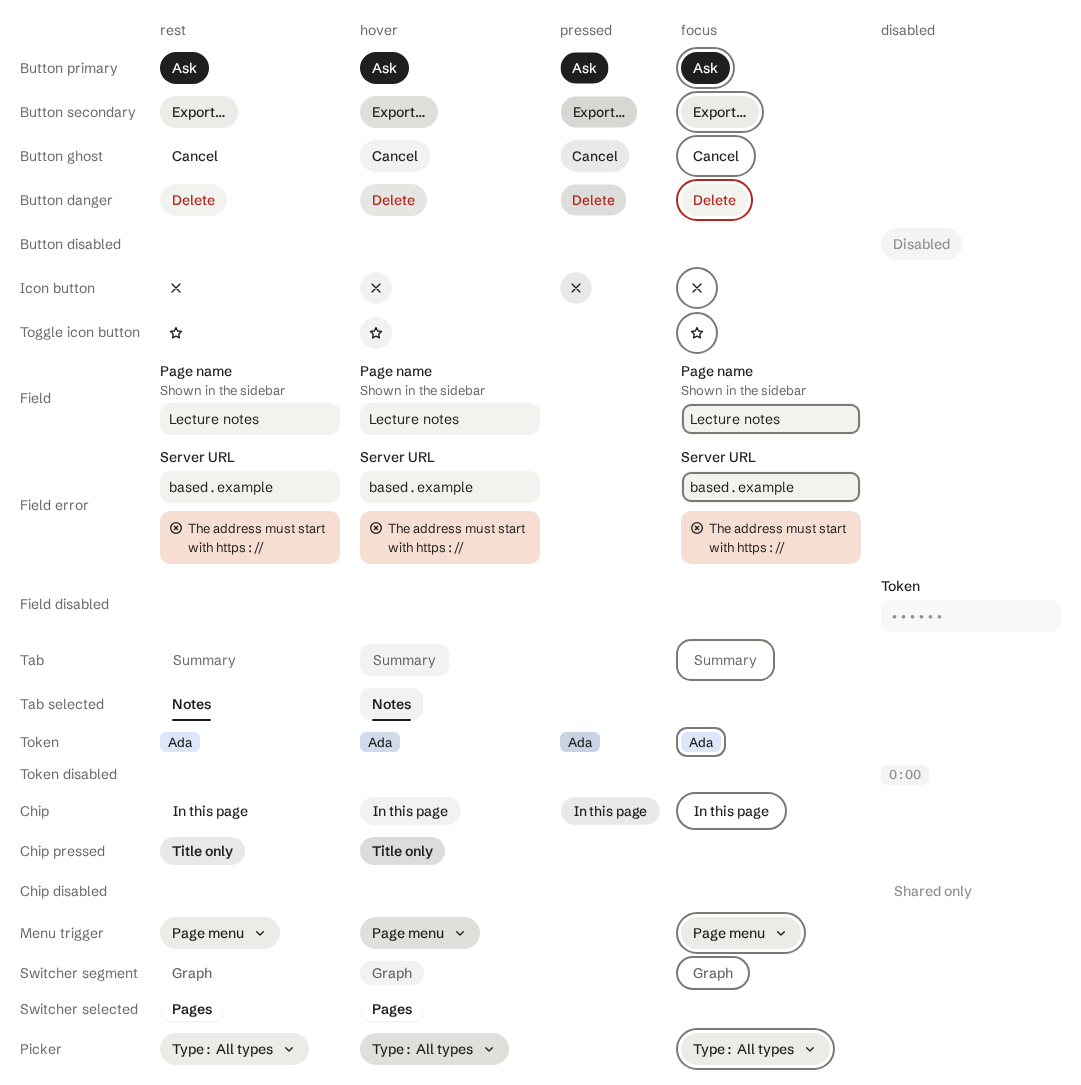 rest hover pressed focus disabled
Button primary Ask Ask Ask Ask
Button secondary Export… Export… Export… Export…
Button ghost Cancel Cancel Cancel Cancel
Button danger Delete Delete Delete Delete
Button disabled Disabled
Icon button
Toggle icon button
Page name Page name Page name
Shown in the sidebar Shown in the sidebar Shown in the sidebar
Field
Lecture notes Lecture notes Lecture notes
Server URL Server URL Server URL
based.example based.example based.example
Field error
The address must start The address must start The address must start
with https:// with https:// with https://
Token
Field disabled
••••••
Tab Summary Summary Summary
Tab selected Notes Notes
Token Ada Ada Ada Ada
Token disabled 0:00
Chip In this page In this page In this page In this page
Chip pressed Title only Title only
Chip disabled Shared only
Menu trigger Page menu Page menu Page menu
Switcher segment Graph Graph Graph
Switcher selected Pages Pages
Picker Type: All types Type: All types Type: All types